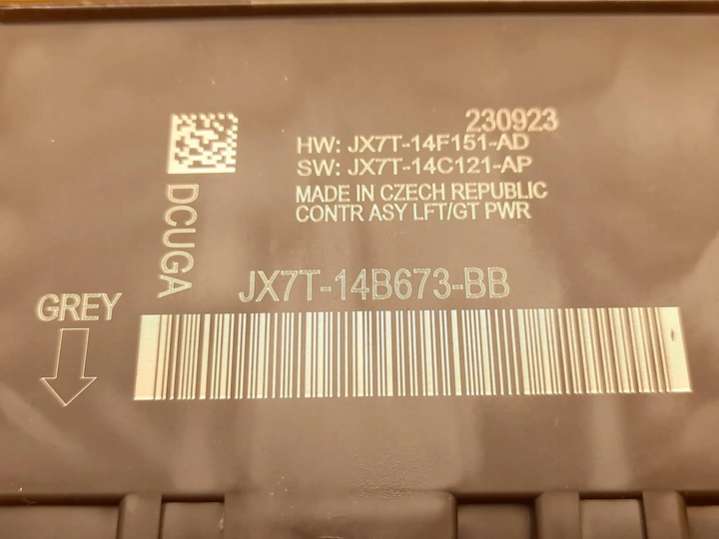 230923
HW: JX7T-14F151-AD
SW: JX7T-14C121-AP
MADE IN CZECH REPUBLIC
CONTR ASY LFT/GT PWR
DCUGA
JX7T-14B673-BB
GREY